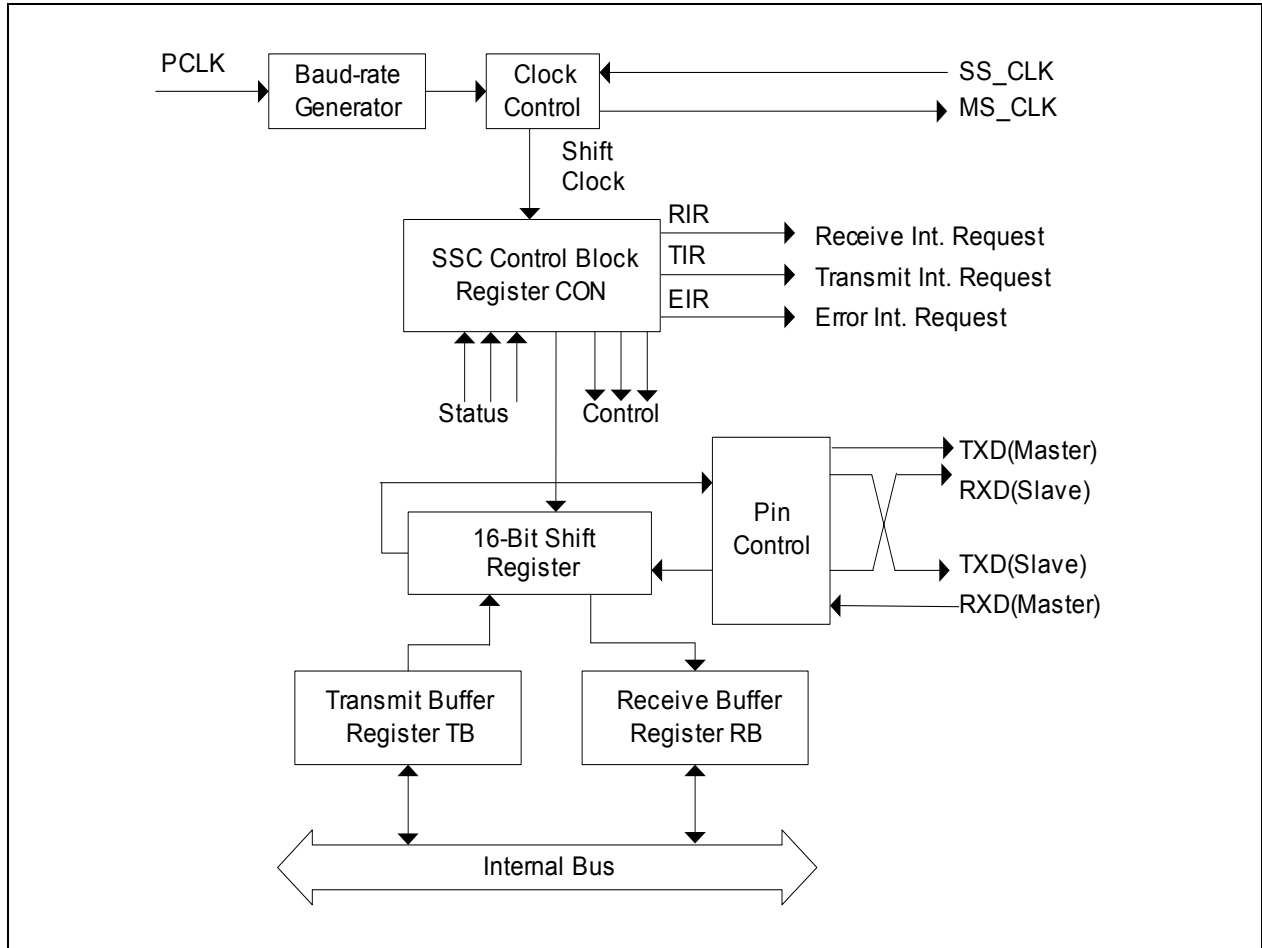 PCLK
Baud-rate
Generator
Clock
Control
SS_CLK
MS_CLK
Shift
Clock
SSC Control Block
Register CON
RIR
TIR
EIR
Receive Int. Request
Transmit Int. Request
Error Int. Request
Status
Control
16-Bit Shift
Register
Pin
Control
TXD(Master)
RXD(Slave)
TXD(Slave)
RXD(Master)
Transmit Buffer
Register TB
Receive Buffer
Register RB
Internal Bus